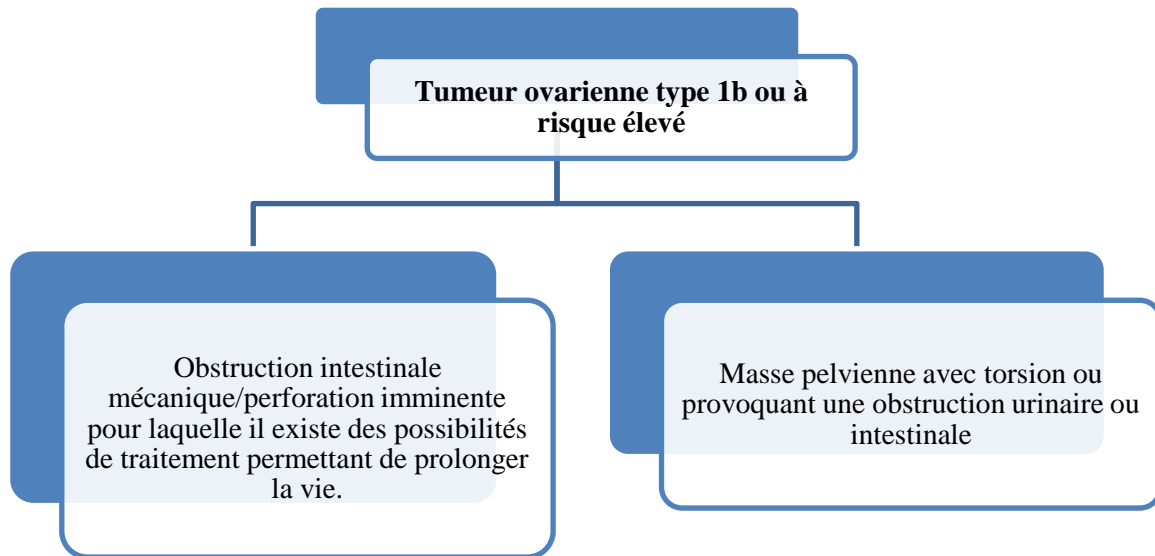 Tumeur ovarienne type 1b ou à
risque élevé
Obstruction intestinale
mécanique/perforation imminente
pour laquelle il existe des possibilités
de traitement permettant de prolonger
la vie.
Masse pelvienne avec torsion ou
provoquant une obstruction urinaire ou
intestinale